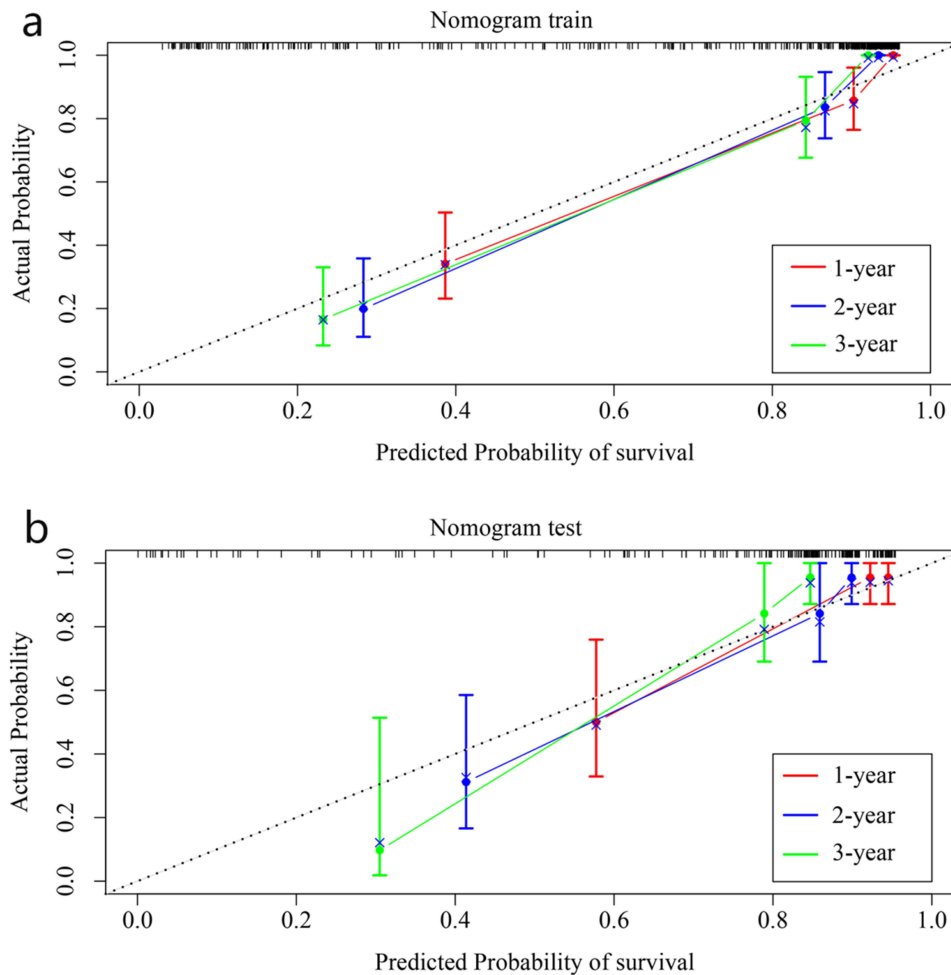 a
Nomogram train
Actual Probability
1.0
0.8
0.6
0.4
0.2
0.0
1-year
2-year
3-year
0.0 0.2 0.4 0.6 0.8 1.0
Predicted Probability of survival
b
Nomogram test
Actual Probability
1.0
0.8
0.6
0.4
0.2
0.0
1-year
2-year
3-year
0.0 0.2 0.4 0.6 0.8 1.0
Predicted Probability of survival